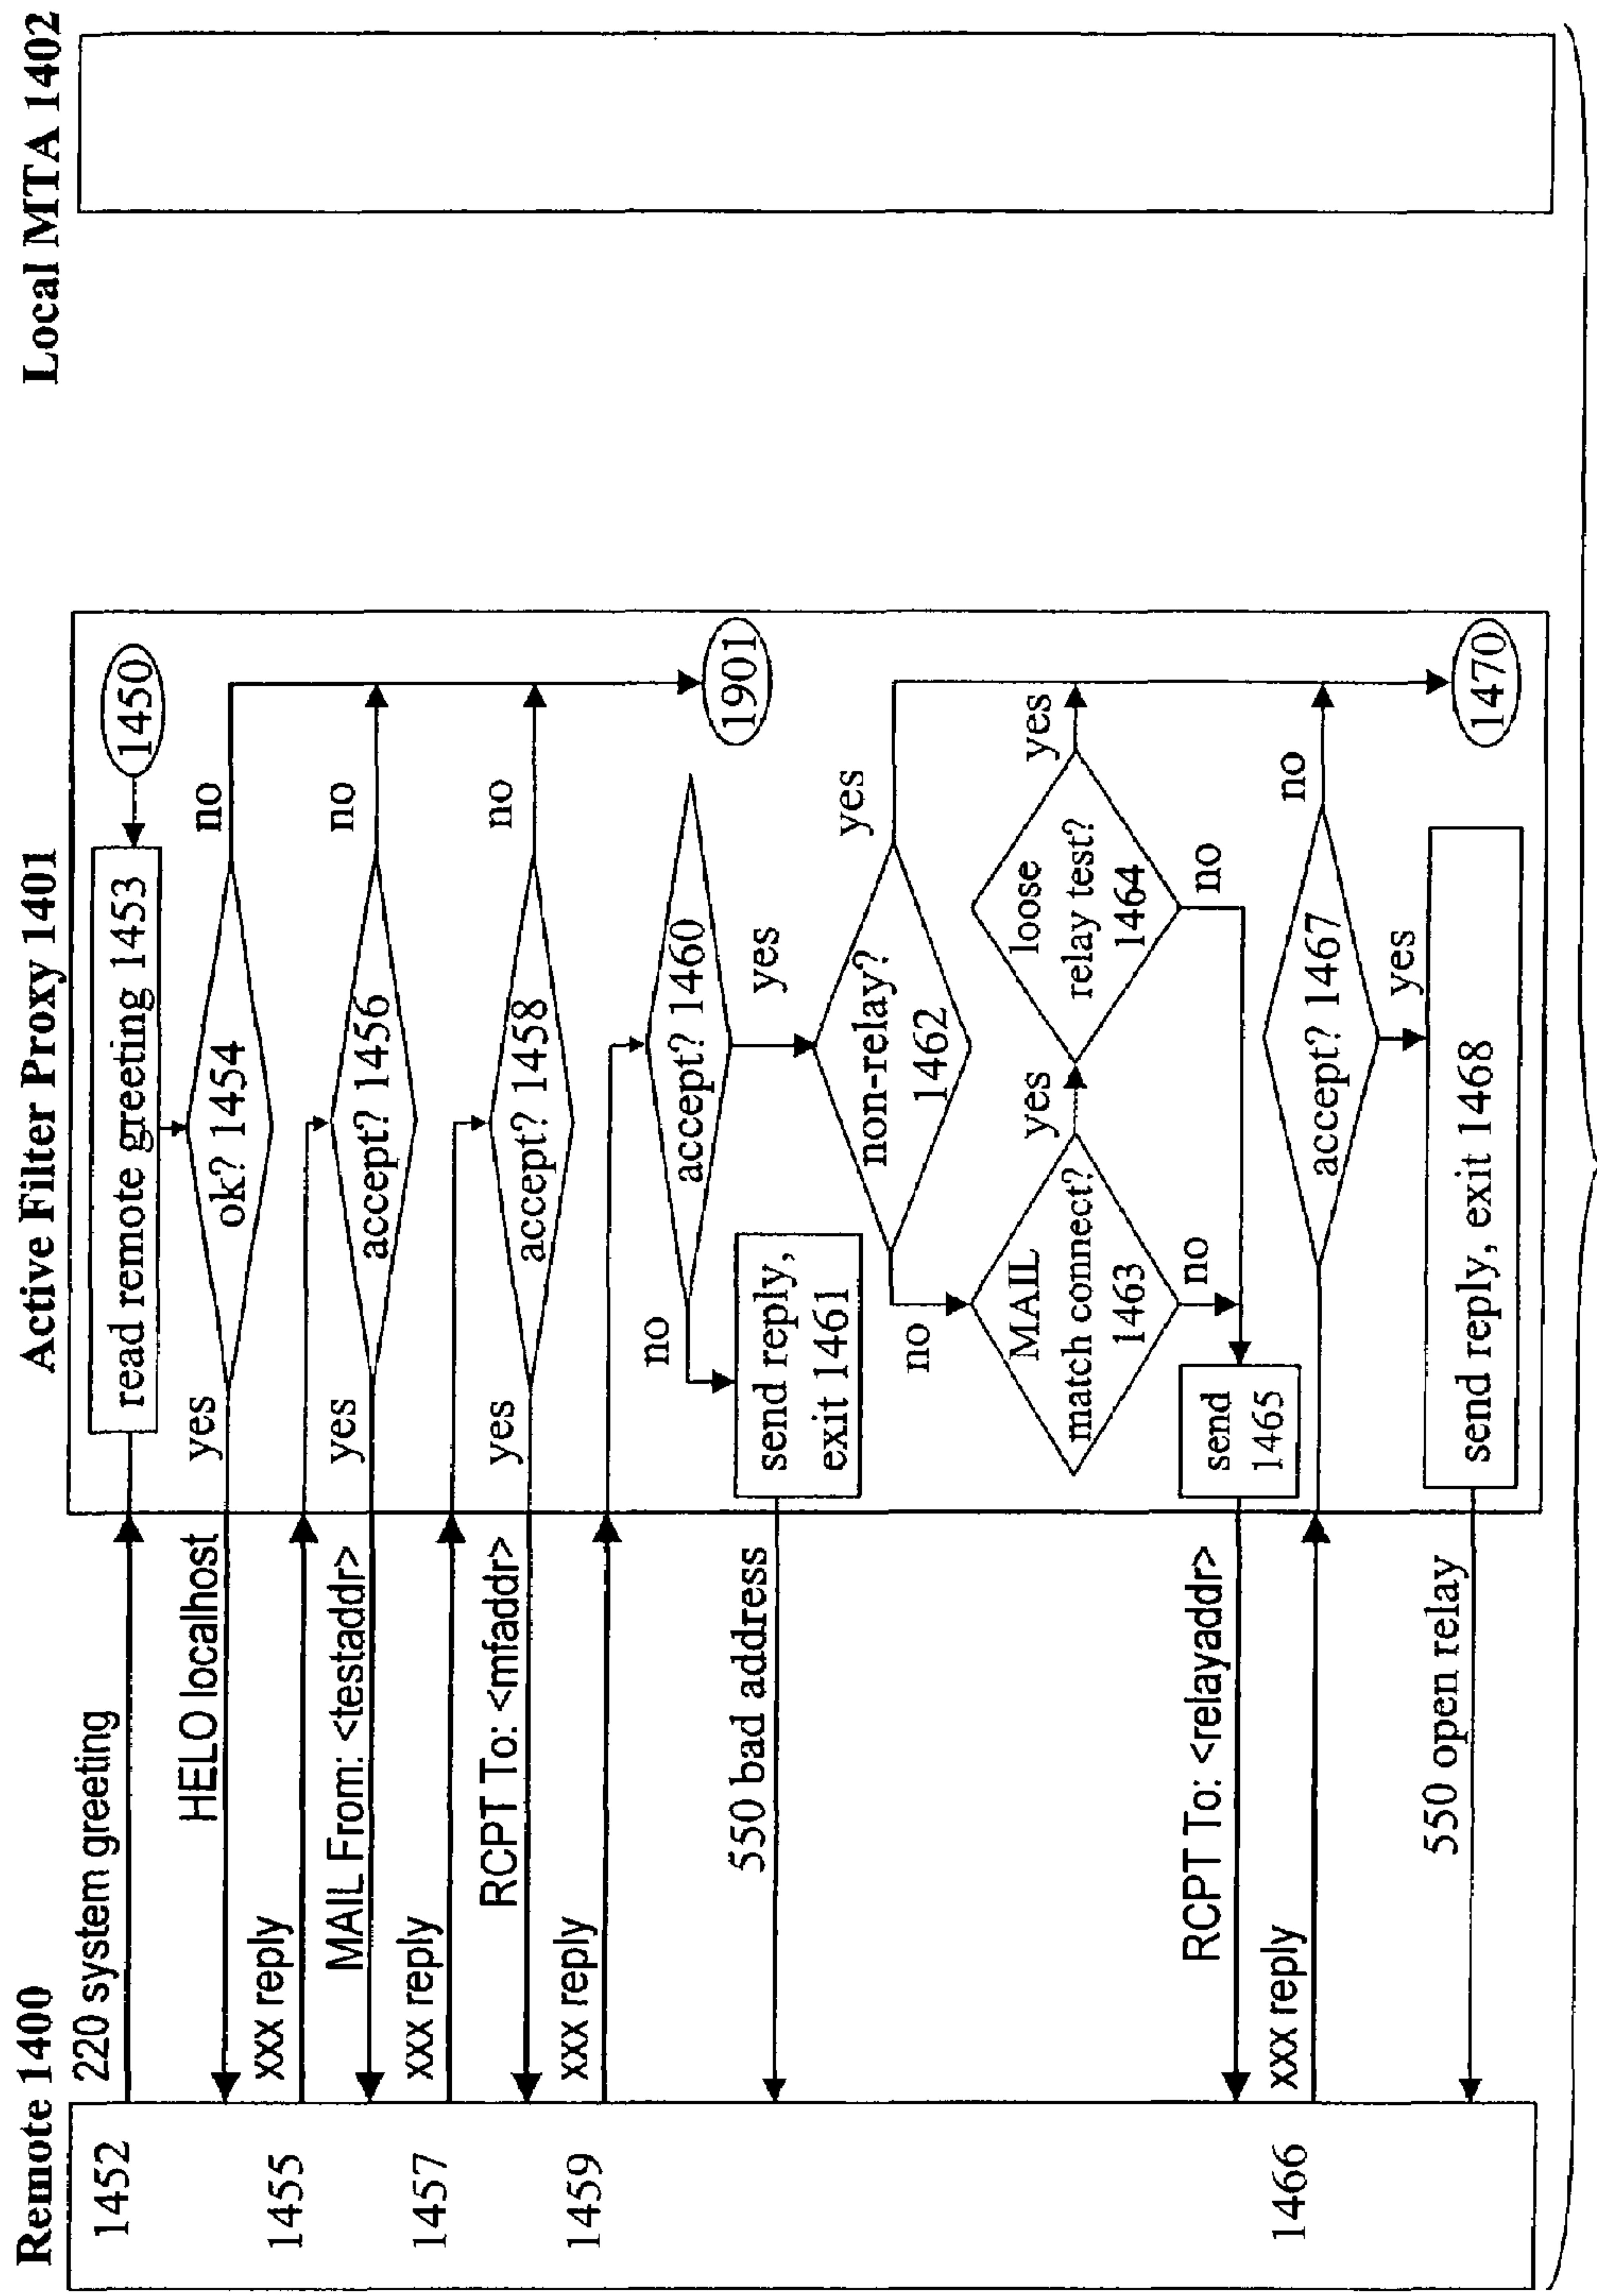 Remote 1400
Active Filter Proxy 1401
Local MTA 1402
1452
220 system greeting
read remote greeting 1453
1450
HELO localhost
yes
ok? 1454
no
1455
xxx reply
MAIL From: <testaddr>
yes
accept? 1456
no
1457
xxx reply
RCPT To: <mfaddr>
yes
accept? 1458
no
1459
xxx reply
no
accept? 1460
yes
1901
550 bad address
send reply,
exit 1461
non-relay?
1462
yes
no
MAIL
match connect?
1463
yes
no
loose
relay test?
1464
yes
no
RCPT To: <relayaddr>
send
1465
1466
xxx reply
accept? 1467
no
yes
1470
550 open relay
send reply, exit 1468